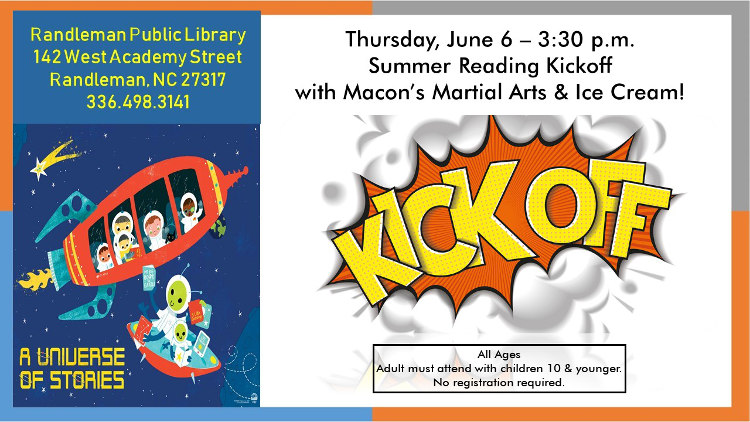 Randleman Public Library
142 West Academy Street
Randleman, NC 27317
336.498.3141
Thursday, June 6 – 3:30 p.m.
Summer Reading Kickoff
with Macon's Martial Arts & Ice Cream!
KICK OFF
A UNIVERSE
OF STORIES
All Ages
Adult must attend with children 10 & younger.
No registration required.